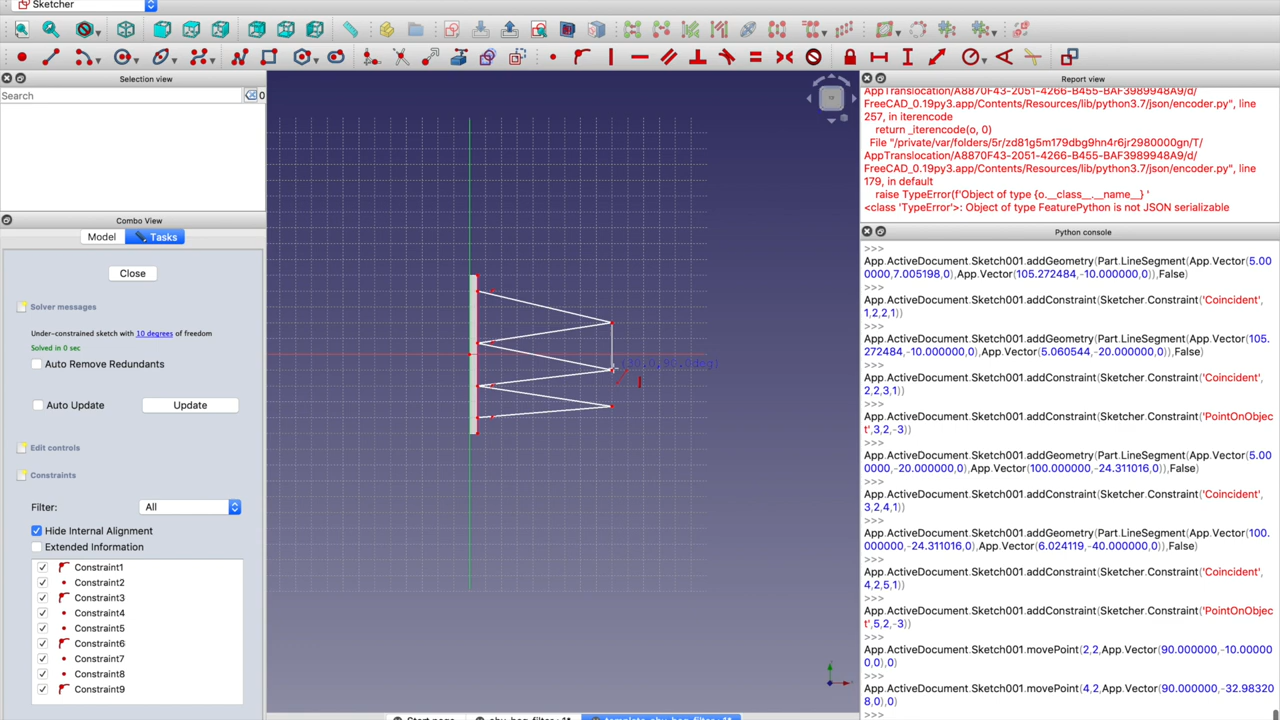 Sketcher
Selection view
Search
0
Combo View
Model
Tasks
Close
Solver messages
Under-constrained sketch with 10 degrees of freedom
Solved in 0 sec
Auto Remove Redundants
Auto Update
Update
Edit controls
Constraints
Filter:
All
Hide Internal Alignment
Extended Information
Constraint1
Constraint2
Constraint3
Constraint4
Constraint5
Constraint6
Constraint7
Constraint8
Constraint9
(30.0,90.0deg)
Report view
AppTranslocation/A8870F43-2051-4266-B455-BAF3989948A9/d/
FreeCAD_0.19py3.app/Contents/Resources/lib/python3.7/json/encoder.py", line
257, in iterencode
return _iterencode(o, 0)
File "/private/var/folders/5r/zd81g5m179dbg9hn4r6jr2980000gn/T/
AppTranslocation/A8870F43-2051-4266-B455-BAF3989948A9/d/
FreeCAD_0.19py3.app/Contents/Resources/lib/python3.7/json/encoder.py", line
179, in default
raise TypeError(f'Object of type {o.__class__.__name__} '
<class 'TypeError'>: Object of type FeaturePython is not JSON serializable
Python console
>>>
App.ActiveDocument.Sketch001.addGeometry(Part.LineSegment(App.Vector(5.00
0000,7.005198,0),App.Vector(105.272484,-10.000000,0)),False)
>>>
App.ActiveDocument.Sketch001.addConstraint(Sketcher.Constraint('Coincident',
1,2,2,1))
>>>
App.ActiveDocument.Sketch001.addGeometry(Part.LineSegment(App.Vector(105.
272484,-10.000000,0),App.Vector(5.060544,-20.000000,0)),False)
>>>
App.ActiveDocument.Sketch001.addConstraint(Sketcher.Constraint('Coincident',
2,2,3,1))
>>>
App.ActiveDocument.Sketch001.addConstraint(Sketcher.Constraint('PointOnObjec
t',3,2,-3))
>>>
App.ActiveDocument.Sketch001.addGeometry(Part.LineSegment(App.Vector(5.00
0000,-20.000000,0),App.Vector(100.000000,-24.311016,0)),False)
>>>
App.ActiveDocument.Sketch001.addConstraint(Sketcher.Constraint('Coincident',
3,2,4,1))
>>>
App.ActiveDocument.Sketch001.addGeometry(Part.LineSegment(App.Vector(100.
000000,-24.311016,0),App.Vector(6.024119,-40.000000,0)),False)
>>>
App.ActiveDocument.Sketch001.addConstraint(Sketcher.Constraint('Coincident',
4,2,5,1))
>>>
App.ActiveDocument.Sketch001.addConstraint(Sketcher.Constraint('PointOnObjec
t',5,2,-3))
>>>
App.ActiveDocument.Sketch001.movePoint(2,2,App.Vector(90.000000,-10.00000
0,0),0)
>>>
App.ActiveDocument.Sketch001.movePoint(4,2,App.Vector(90.000000,-32.98320
8,0),0)
>>>